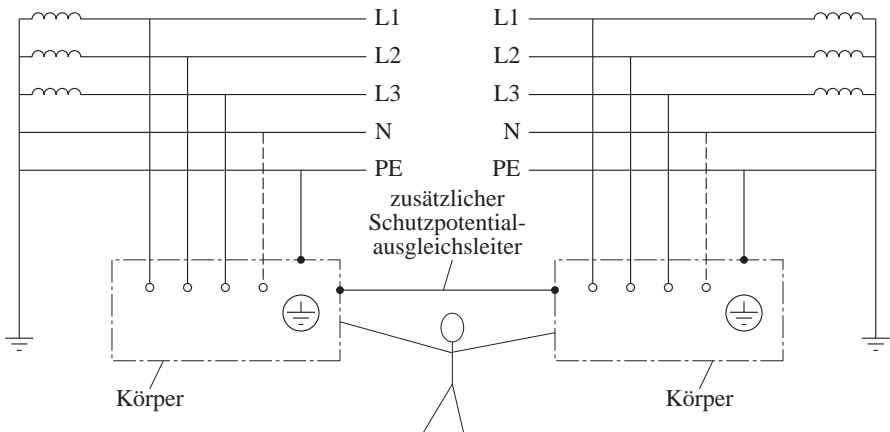 L1
L2
L3
N
PE
L1
L2
L3
N
PE
zusätzlicher
Schutzpotential-
ausgleichsleiter
Körper
Körper